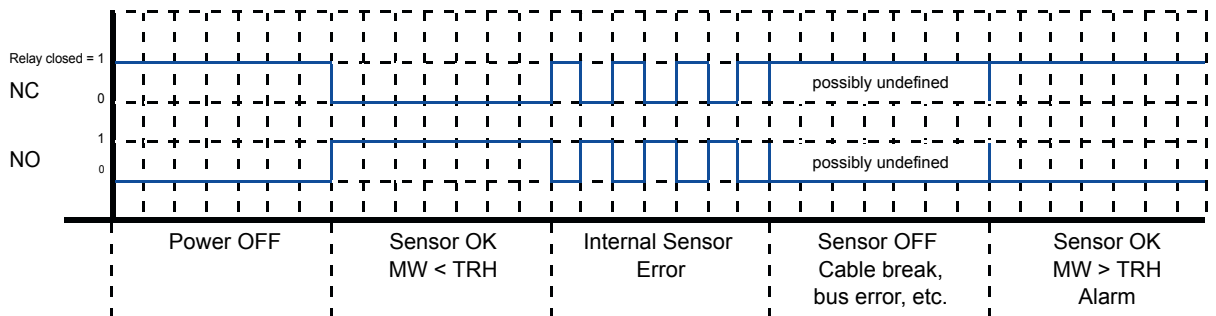 Relay closed = 1
NC
0
possibly undefined
1
NO
0
possibly undefined
Power OFF
Sensor OK
MW < TRH
Internal Sensor
Error
Sensor OFF
Cable break,
bus error, etc.
Sensor OK
MW > TRH
Alarm